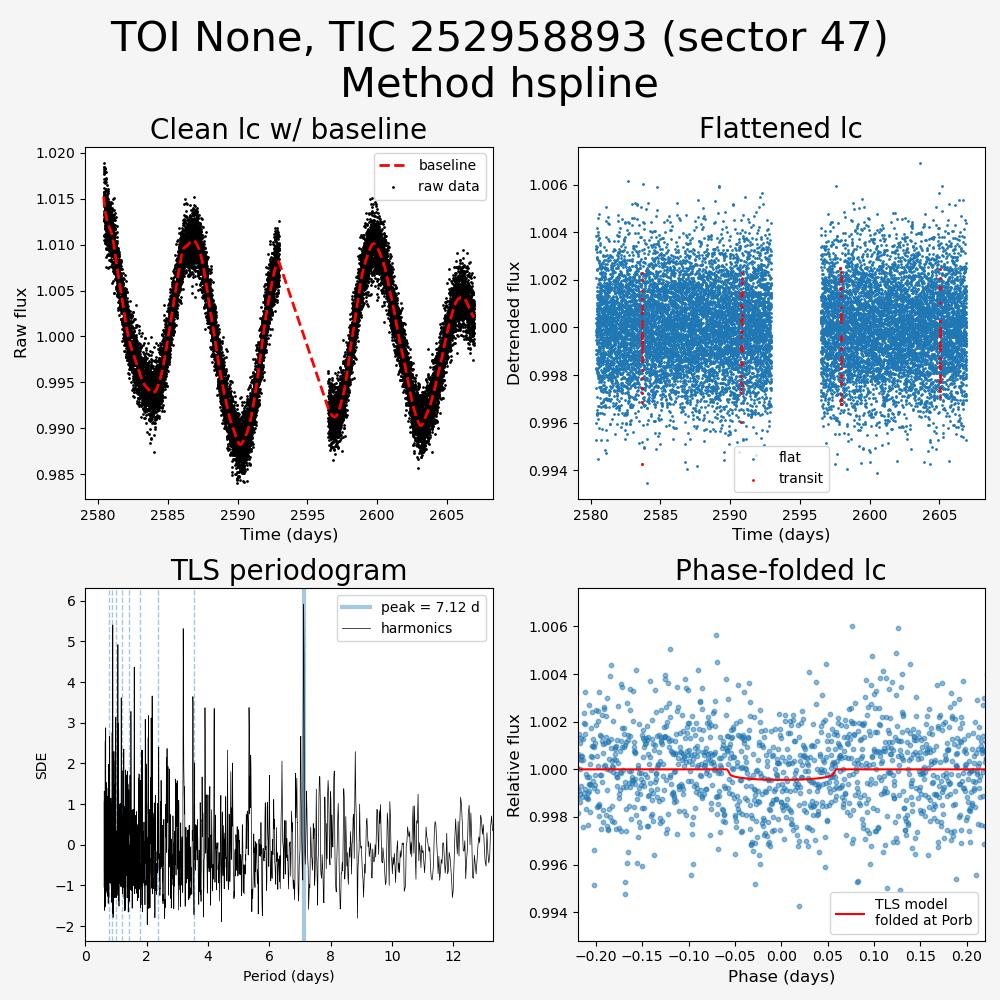 TOI None, TIC 252958893 (sector 47)
Method hspline
Clean lc w/ baseline
Flattened lc
1.020
1.015
1.010
1.005
1.000
0.995
0.990
0.985
Raw flux
baseline
raw data
2580
2585
2590
2595
2600
2605
Time (days)
1.006
1.004
1.002
1.000
0.998
0.996
0.994
Detrended flux
flat
transit
2580
2585
2590
2595
2600
2605
Time (days)
TLS periodogram
Phase-folded lc
6
5
4
3
2
1
0
−1
−2
SDE
peak = 7.12 d
harmonics
0
2
4
6
8
10
12
Period (days)
1.006
1.004
1.002
1.000
0.998
0.996
0.994
Relative flux
TLS model
folded at Porb
−0.20
−0.15
−0.10
−0.05
0.00
0.05
0.10
0.15
0.20
Phase (days)